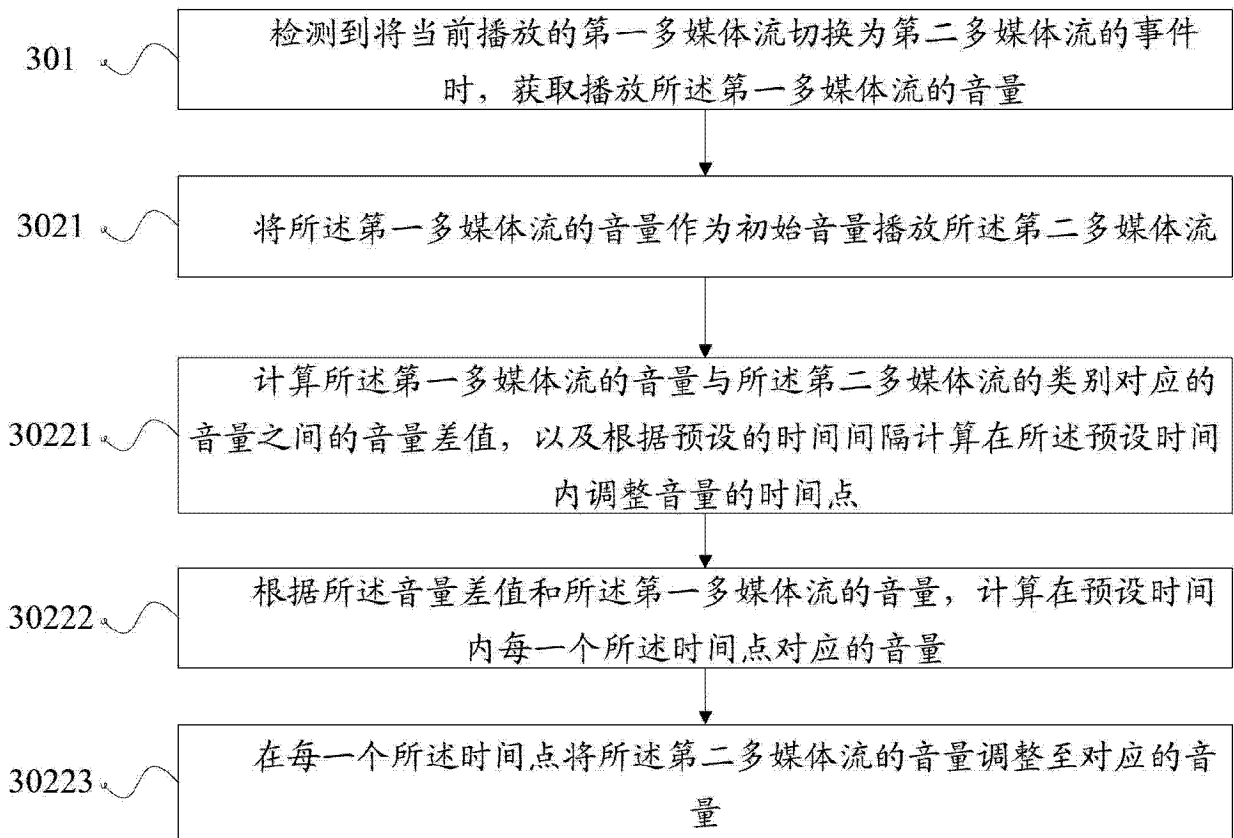 301
检测到将当前播放的第一多媒体流切换为第二多媒体流的事件
时，获取播放所述第一多媒体流的音量
3021
将所述第一多媒体流的音量作为初始音量播放所述第二多媒体流
30221
计算所述第一多媒体流的音量与所述第二多媒体流的类别对应的
音量之间的音量差值，以及根据预设的时间间隔计算在所述预设时间
内调整音量的时间点
30222
根据所述音量差值和所述第一多媒体流的音量，计算在预设时间
内每一个所述时间点对应的音量
30223
在每一个所述时间点将所述第二多媒体流的音量调整至对应的音
量